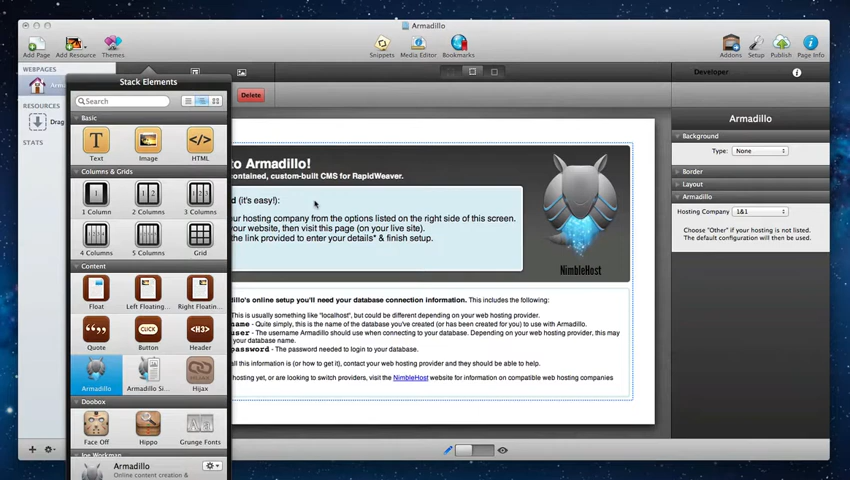 Armadillo
Add Page
Add Resource
Themes
Snippets
Media Editor
Bookmarks
Addons
Setup
Publish
Page Info
WEBPAGES
RESOURCES
Drag
STATS
Stack Elements
Search
Basic
Text
Image
HTML
Columns & Grids
1 Column
2 Columns
3 Columns
4 Columns
5 Columns
Grid
Content
Float
Left Floating...
Right Floatin...
Quote
Button
Header
Armadillo
Armadillo Si...
Hijax
Doobox
Face Off
Hippo
Grunge Fonts
Joe Workman
Armadillo
Online content creation &
Delete
to Armadillo!
contained, custom-built CMS for RapidWeaver.
d (it's easy!):
ur hosting company from the options listed on the right side of this screen.
ur website, then visit this page (on your live site).
the link provided to enter your details* & finish setup.
NimbleHost
dillo's online setup you'll need your database connection information. This includes the following:
This is usually something like "localhost", but could be different depending on your web hosting provider.
name - Quite simply, this is the name of the database you've created (or has been created for you) to use with Armadillo.
user - The username Armadillo should use when connecting to your database. Depending on your web hosting provider, this may
ur database name.
password - The password needed to login to your database.
all this information is (or how to get it), contact your web hosting provider and they should be able to help.
hosting yet, or are looking to switch providers, visit the NimbleHost website for information on compatible web hosting companies
Developer
Armadillo
Background
Type: None
Border
Layout
Armadillo
Hosting Company 1&1
Choose "Other" if your hosting is not listed.
The default configuration will then be used.